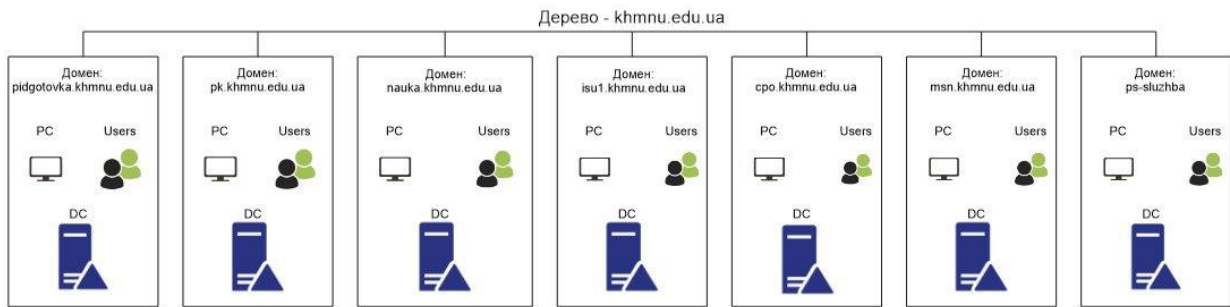 Дерево - khmnu.edu.ua
Домен:
pidgotovka.khmnu.edu.ua
PC Users
DC
Домен:
pk.khmnu.edu.ua
PC Users
DC
Домен:
nauka.khmnu.edu.ua
PC Users
DC
Домен:
isu1.khmnu.edu.ua
PC Users
DC
Домен:
cpo.khmnu.edu.ua
PC Users
DC
Домен:
msn.khmnu.edu.ua
PC Users
DC
Домен:
ps-sluzhba
PC Users
DC